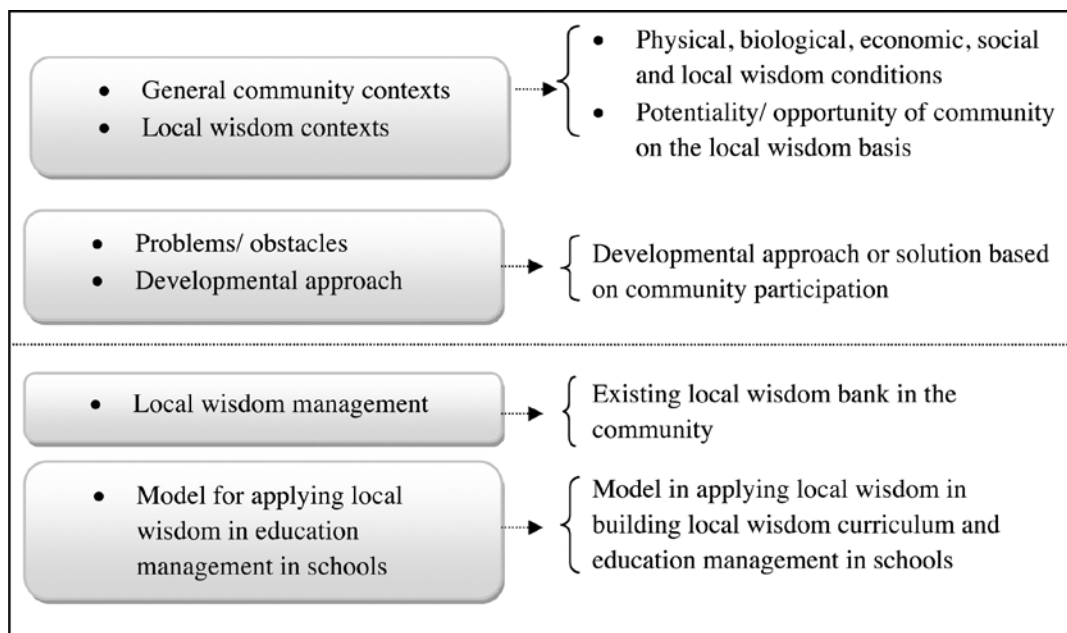 • General community contexts
• Local wisdom contexts
• Physical, biological, economic, social
and local wisdom conditions
• Potentiality/ opportunity of community
on the local wisdom basis
• Problems/ obstacles
• Developmental approach
Developmental approach or solution based
on community participation
• Local wisdom management
Existing local wisdom bank in the
community
• Model for applying local
wisdom in education
management in schools
Model in applying local wisdom in
building local wisdom curriculum and
education management in schools